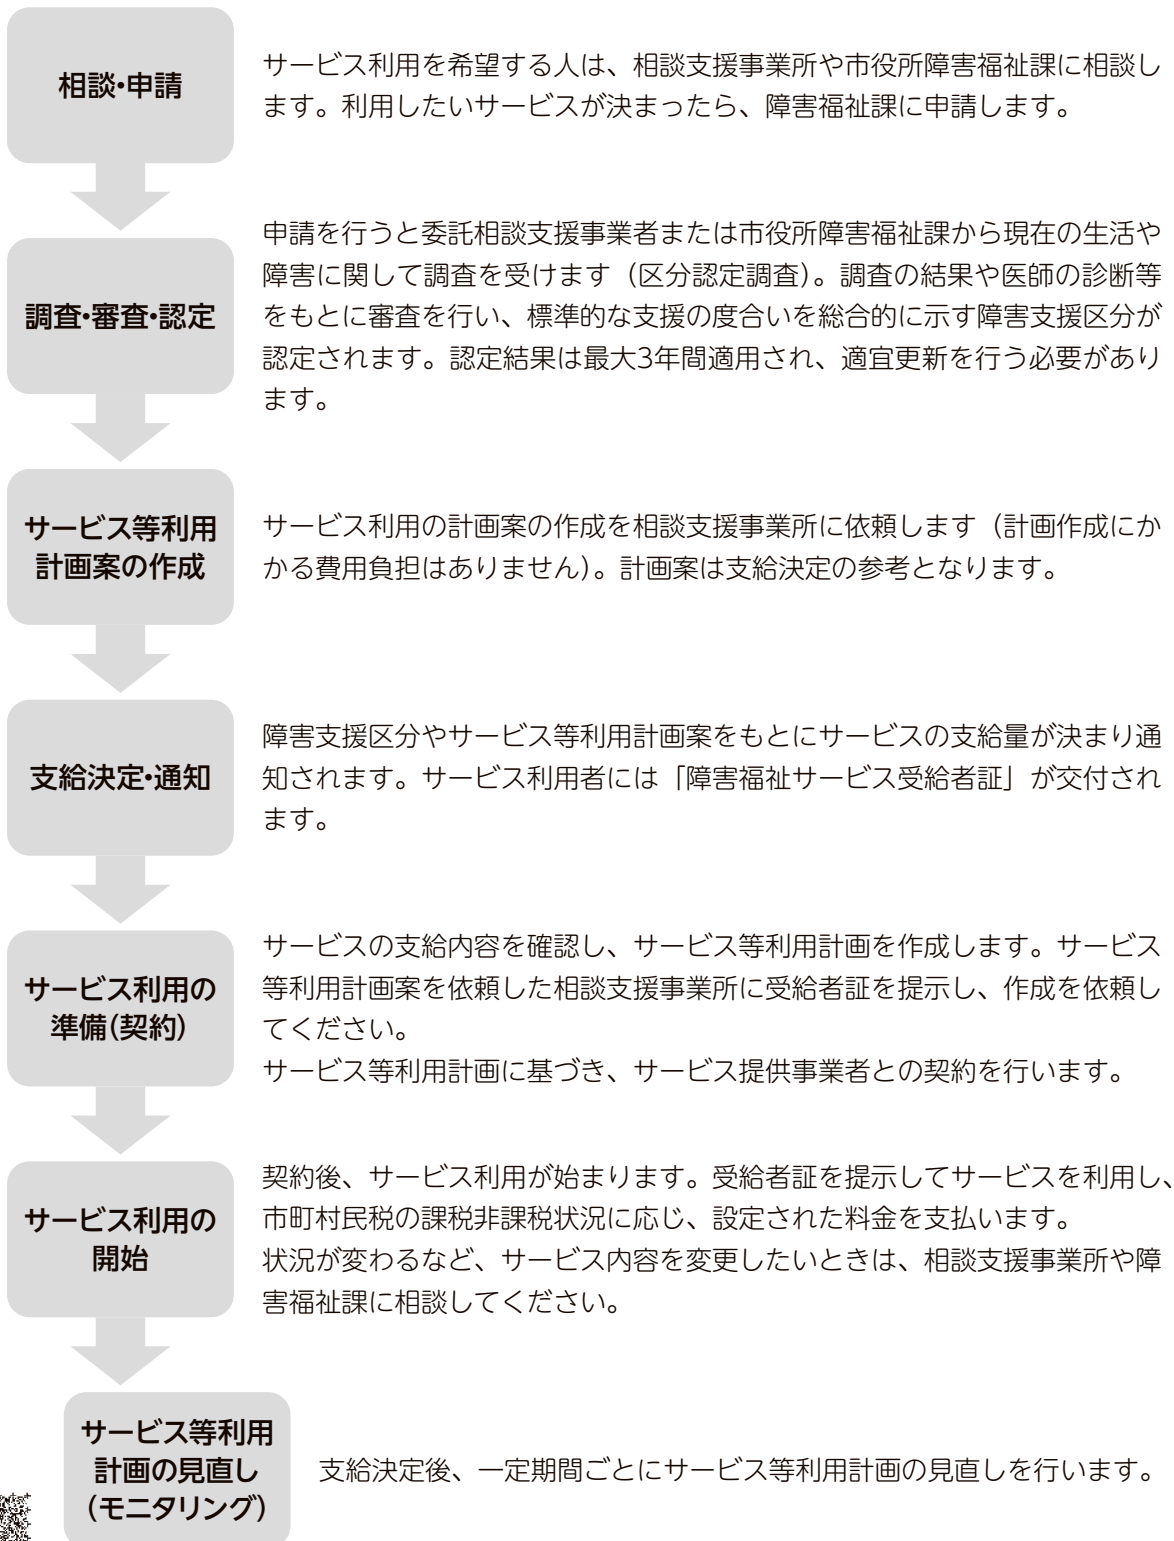 相談・申請
サービス利用を希望する人は、相談支援事業所や市役所障害福祉課に相談し
ます。利用したいサービスが決まったら、障害福祉課に申請します。
調査・審査・認定
申請を行うと委託相談支援事業者または市役所障害福祉課から現在の生活や
障害に関して調査を受けます（区分認定調査）。調査の結果や医師の診断等
をもとに審査を行い、標準的な支援の度合いを総合的に示す障害支援区分が
認定されます。認定結果は最大3年間適用され、適宜更新を行う必要があり
ます。
サービス等利用
計画案の作成
サービス利用の計画案の作成を相談支援事業所に依頼します（計画作成にか
かる費用負担はありません）。計画案は支給決定の参考となります。
支給決定・通知
障害支援区分やサービス等利用計画案をもとにサービスの支給量が決まり通
知されます。サービス利用者には「障害福祉サービス受給者証」が交付され
ます。
サービス利用の
準備（契約）
サービスの支給内容を確認し、サービス等利用計画を作成します。サービス
等利用計画案を依頼した相談支援事業所に受給者証を提示し、作成を依頼し
てください。
サービス等利用計画に基づき、サービス提供事業者との契約を行います。
サービス利用の
開始
契約後、サービス利用が始まります。受給者証を提示してサービスを利用し、
市町村民税の課税非課税状況に応じ、設定された料金を支払います。
状況が変わるなど、サービス内容を変更したいときは、相談支援事業所や障
害福祉課に相談してください。
サービス等利用
計画の見直し
（モニタリング）
支給決定後、一定期間ごとにサービス等利用計画の見直しを行います。